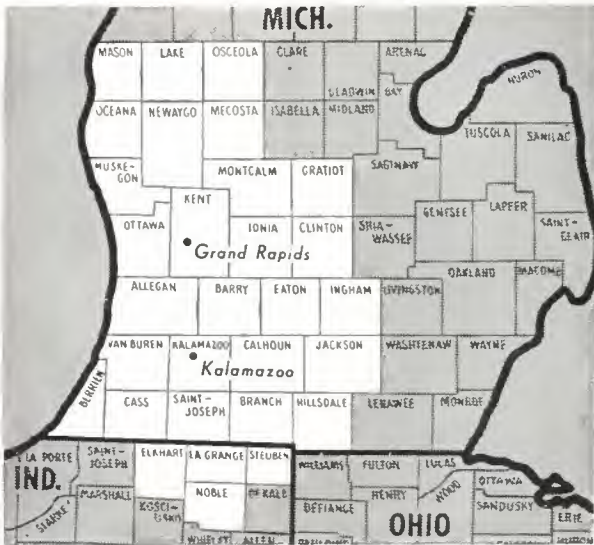 MICH.
MASON LAKE OSCEOLA CLARE ARENAC
GLADWIN BAY HURON
OCEANA NEWAYGO MECOSTA ISABELLA MIDLAND
TUSCOLA SANILAC
MUSKE-
GON
MONTCALM GRATIOT SAGINAW
KENT
OTTAWA IONIA CLINTON SHIA-
WASSEE
GENESEE LAPEER SAINT-
CLAIR
Grand Rapids
OAKLAND MACOMB
ALLEGAN BARRY EATON INGHAM LIVINGSTON
VAN BUREN KALAMAZOO CALHOUN JACKSON WASHTENAW WAYNE
Kalamazoo
BERRIEN
CASS SAINT-
JOSEPH
BRANCH HILLSDALE LENAWEE MONROE
LA PORTE SAINT-
JOSEPH
ELKHART LA GRANGE STEUBEN WILLIAMS FULTON LUCAS
IND.
OTTAWA
WOOD
STARKE MARSHALL KOSCI-
USKO
NOBLE DE KALB DEFIANCE HENRY SANDUSKY
OHIO
ERIE
WHITLEY ALLEN PAULDING HURON